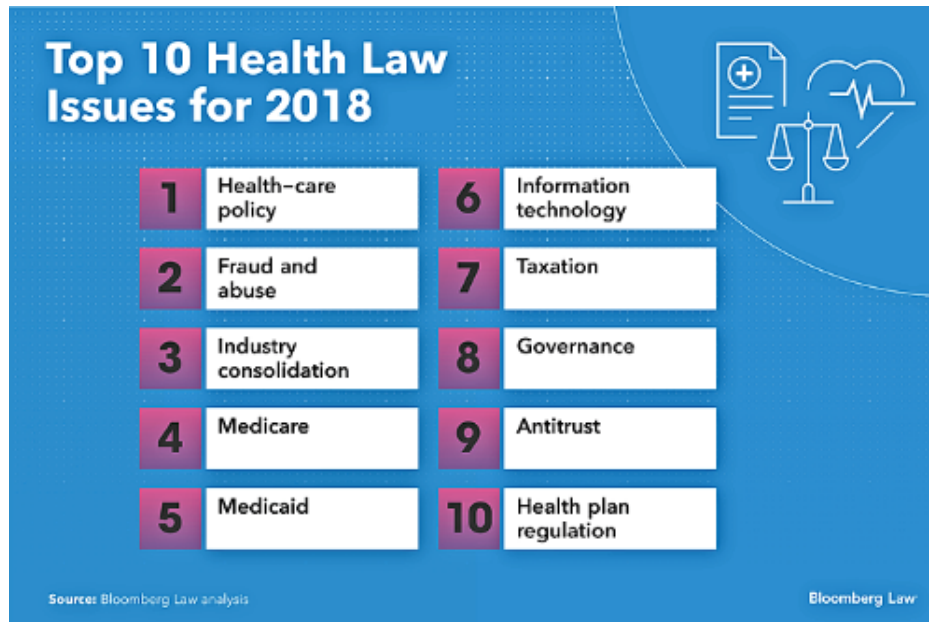 Top 10 Health Law
Issues for 2018
1
Health-care
policy
2
Fraud and
abuse
3
Industry
consolidation
4
Medicare
5
Medicaid
6
Information
technology
7
Taxation
8
Governance
9
Antitrust
10
Health plan
regulation
Source: Bloomberg Law analysis
Bloomberg Law